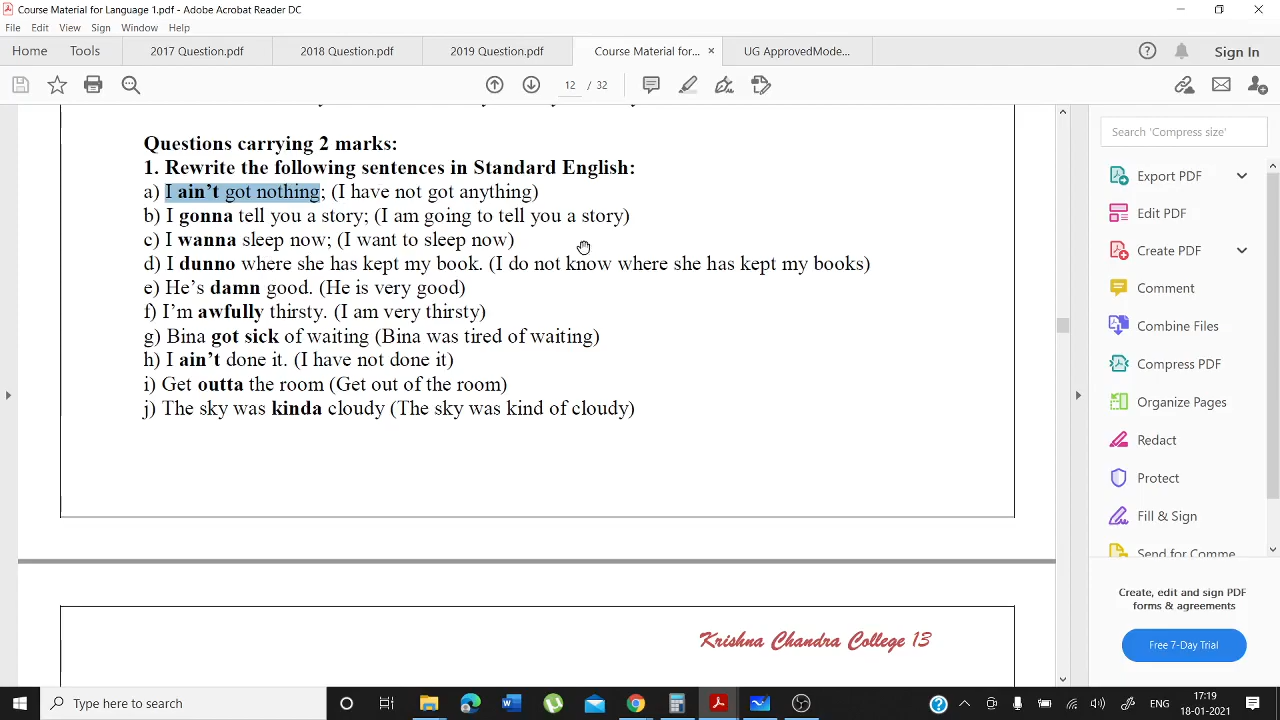 Course Material for Language 1.pdf - Adobe Acrobat Reader DC
File Edit View Sign Window Help
Home Tools 2017 Question.pdf 2018 Question.pdf 2019 Question.pdf Course Material for... × UG ApprovedMode... Sign In
12 / 32
Questions carrying 2 marks:
1. Rewrite the following sentences in Standard English:
a) I ain’t got nothing; (I have not got anything)
b) I gonna tell you a story; (I am going to tell you a story)
c) I wanna sleep now; (I want to sleep now)
d) I dunno where she has kept my book. (I do not know where she has kept my books)
e) He’s damn good. (He is very good)
f) I’m awfully thirsty. (I am very thirsty)
g) Bina got sick of waiting (Bina was tired of waiting)
h) I ain’t done it. (I have not done it)
i) Get outta the room (Get out of the room)
j) The sky was kinda cloudy (The sky was kind of cloudy)
Krishna Chandra College 13
Search 'Compress size'
Export PDF
Edit PDF
Create PDF
Comment
Combine Files
Compress PDF
Organize Pages
Redact
Protect
Fill & Sign
Send for Comme
Create, edit and sign PDF
forms & agreements
Free 7-Day Trial
Type here to search
ENG
17:19
18-01-2021